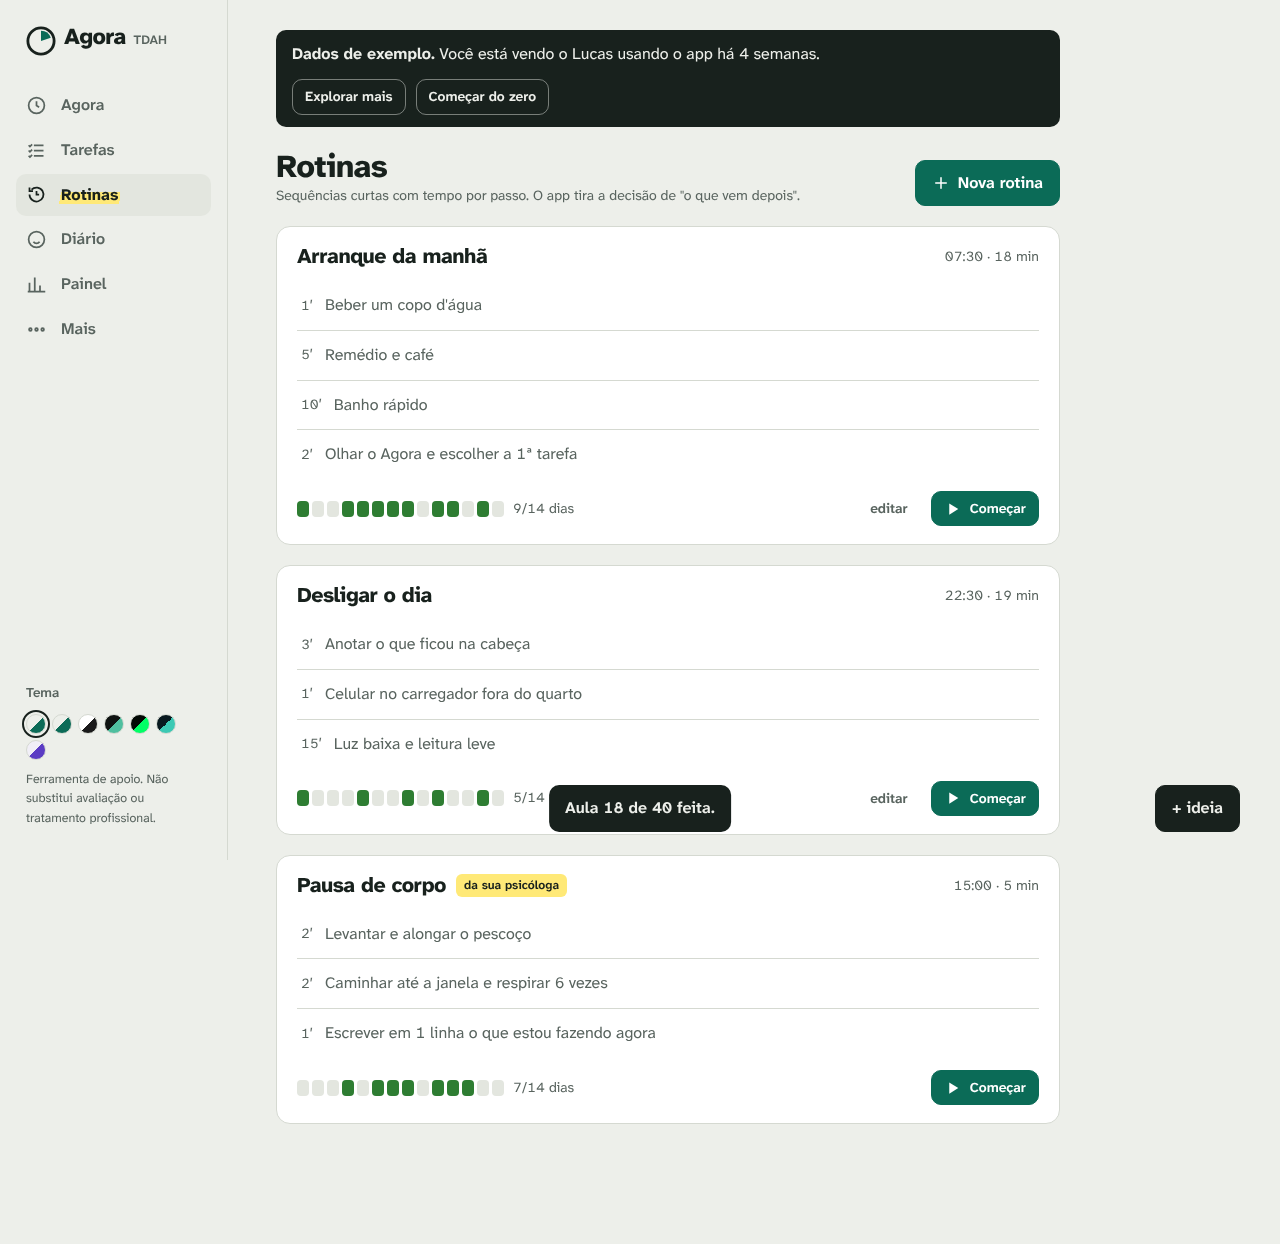 Agora TDAH
Agora
Tarefas
Rotinas
Diário
Painel
Mais
Tema
Ferramenta de apoio. Não
substitui avaliação ou
tratamento profissional.
Dados de exemplo. Você está vendo o Lucas usando o app há 4 semanas.
Explorar mais
Começar do zero
Rotinas
Sequências curtas com tempo por passo. O app tira a decisão de "o que vem depois".
+ Nova rotina
Arranque da manhã
07:30 · 18 min
1′ Beber um copo d'água
5′ Remédio e café
10′ Banho rápido
2′ Olhar o Agora e escolher a 1ª tarefa
9/14 dias
editar
Começar
Desligar o dia
22:30 · 19 min
3′ Anotar o que ficou na cabeça
1′ Celular no carregador fora do quarto
15′ Luz baixa e leitura leve
5/14
Aula 18 de 40 feita.
editar
Começar
+ ideia
Pausa de corpo
da sua psicóloga
15:00 · 5 min
2′ Levantar e alongar o pescoço
2′ Caminhar até a janela e respirar 6 vezes
1′ Escrever em 1 linha o que estou fazendo agora
7/14 dias
Começar